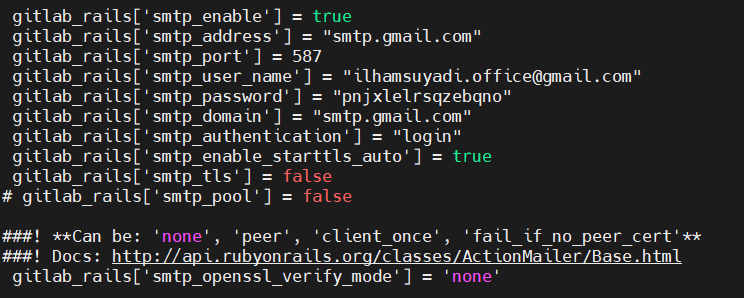 gitlab_rails['smtp_enable'] = true
gitlab_rails['smtp_address'] = "smtp.gmail.com"
gitlab_rails['smtp_port'] = 587
gitlab_rails['smtp_user_name'] = "ilhamsuyadi.office@gmail.com"
gitlab_rails['smtp_password'] = "pnjxlelrsqzebqno"
gitlab_rails['smtp_domain'] = "smtp.gmail.com"
gitlab_rails['smtp_authentication'] = "login"
gitlab_rails['smtp_enable_starttls_auto'] = true
gitlab_rails['smtp_tls'] = false
# gitlab_rails['smtp_pool'] = false
###! **Can be: 'none', 'peer', 'client_once', 'fail_if_no_peer_cert'**
###! Docs: http://api.rubyonrails.org/classes/ActionMailer/Base.html
gitlab_rails['smtp_openssl_verify_mode'] = 'none'